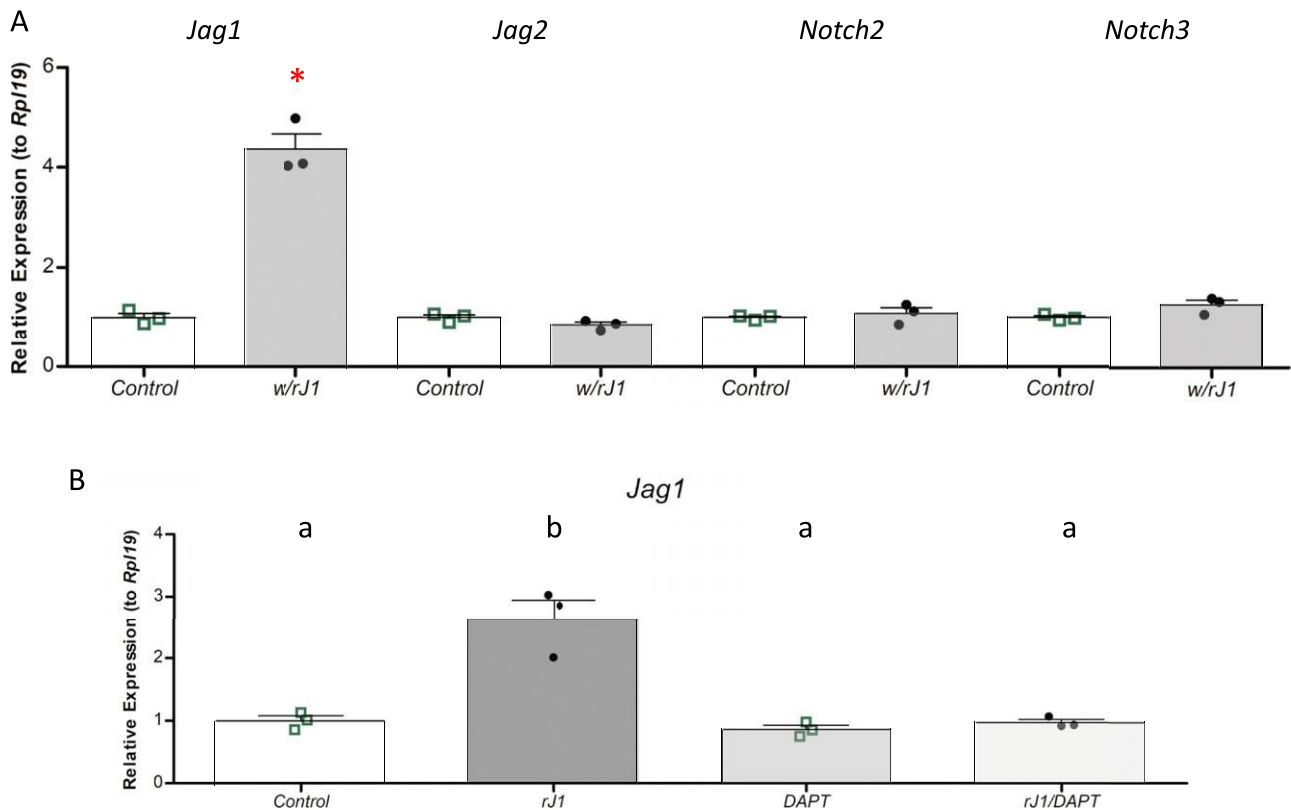 A
Jag1 Jag2 Notch2 Notch3
Relative Expression (to Rpl19)
6
*
4
2
0
Control w/rJ1 Control w/rJ1 Control w/rJ1 Control w/rJ1
B
Jag1
Relative Expression (to Rpl19)
a b a a
4
3
2
1
0
Control rJ1 DAPT rJ1/DAPT